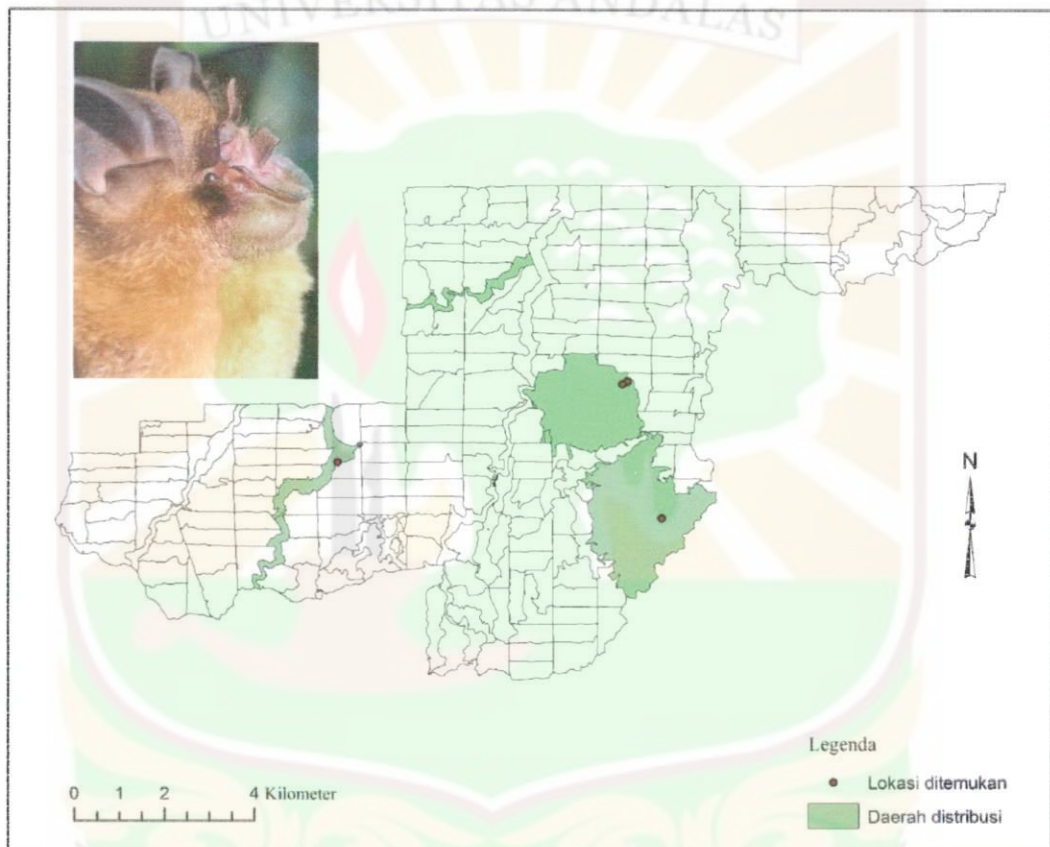 UNIVERSITAS ANDALAS
N
Legenda
Lokasi ditemukan
Daerah distribusi
0 1 2 4 Kilometer